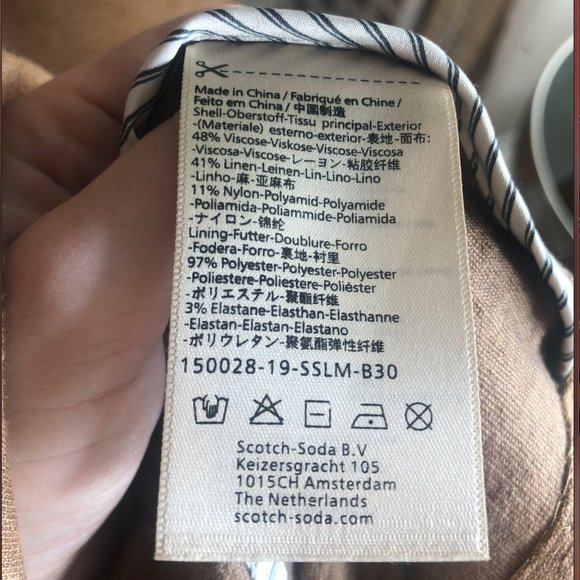 Made in China / Fabriqué en Chine /
Feito em China / 中国制造
Shell-Oberstoff-Tissu principal-Exterior
-(Materiale) esterno-exterior-表地-面布:
48% Viscose-Viskose-Viscose-Viscosa
-Viscosa-Viscose-レーヨン-粘胶纤维
41% Linen-Leinen-Lin-Lino-Lino
-Linho-麻-亚麻布
11% Nylon-Polyamid-Polyamide
-Poliamida-Poliammide-Poliamida
-ナイロン-锦纶
Lining-Futter-Doublure-Forro
-Fodera-Forro-裏地-衬里
97% Polyester-Polyester-Polyester
-Poliestere-Poliestere-Poliéster
-ポリエステル-聚酯纤维
3% Elastane-Elasthan-Elasthanne
-Elastan-Elastan-Elastano
-ポリウレタン-聚氨酯弹性纤维
150028-19-SSLM-B30
Scotch-Soda B.V
Keizersgracht 105
1015CH Amsterdam
The Netherlands
scotch-soda.com